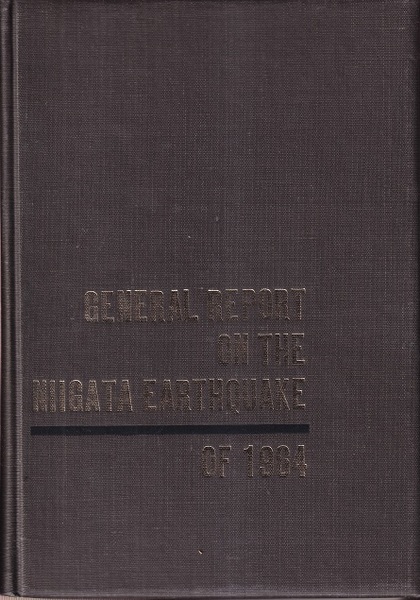 GENERAL REPORT
ON THE
NIIGATA EARTHQUAKE
OF 1964